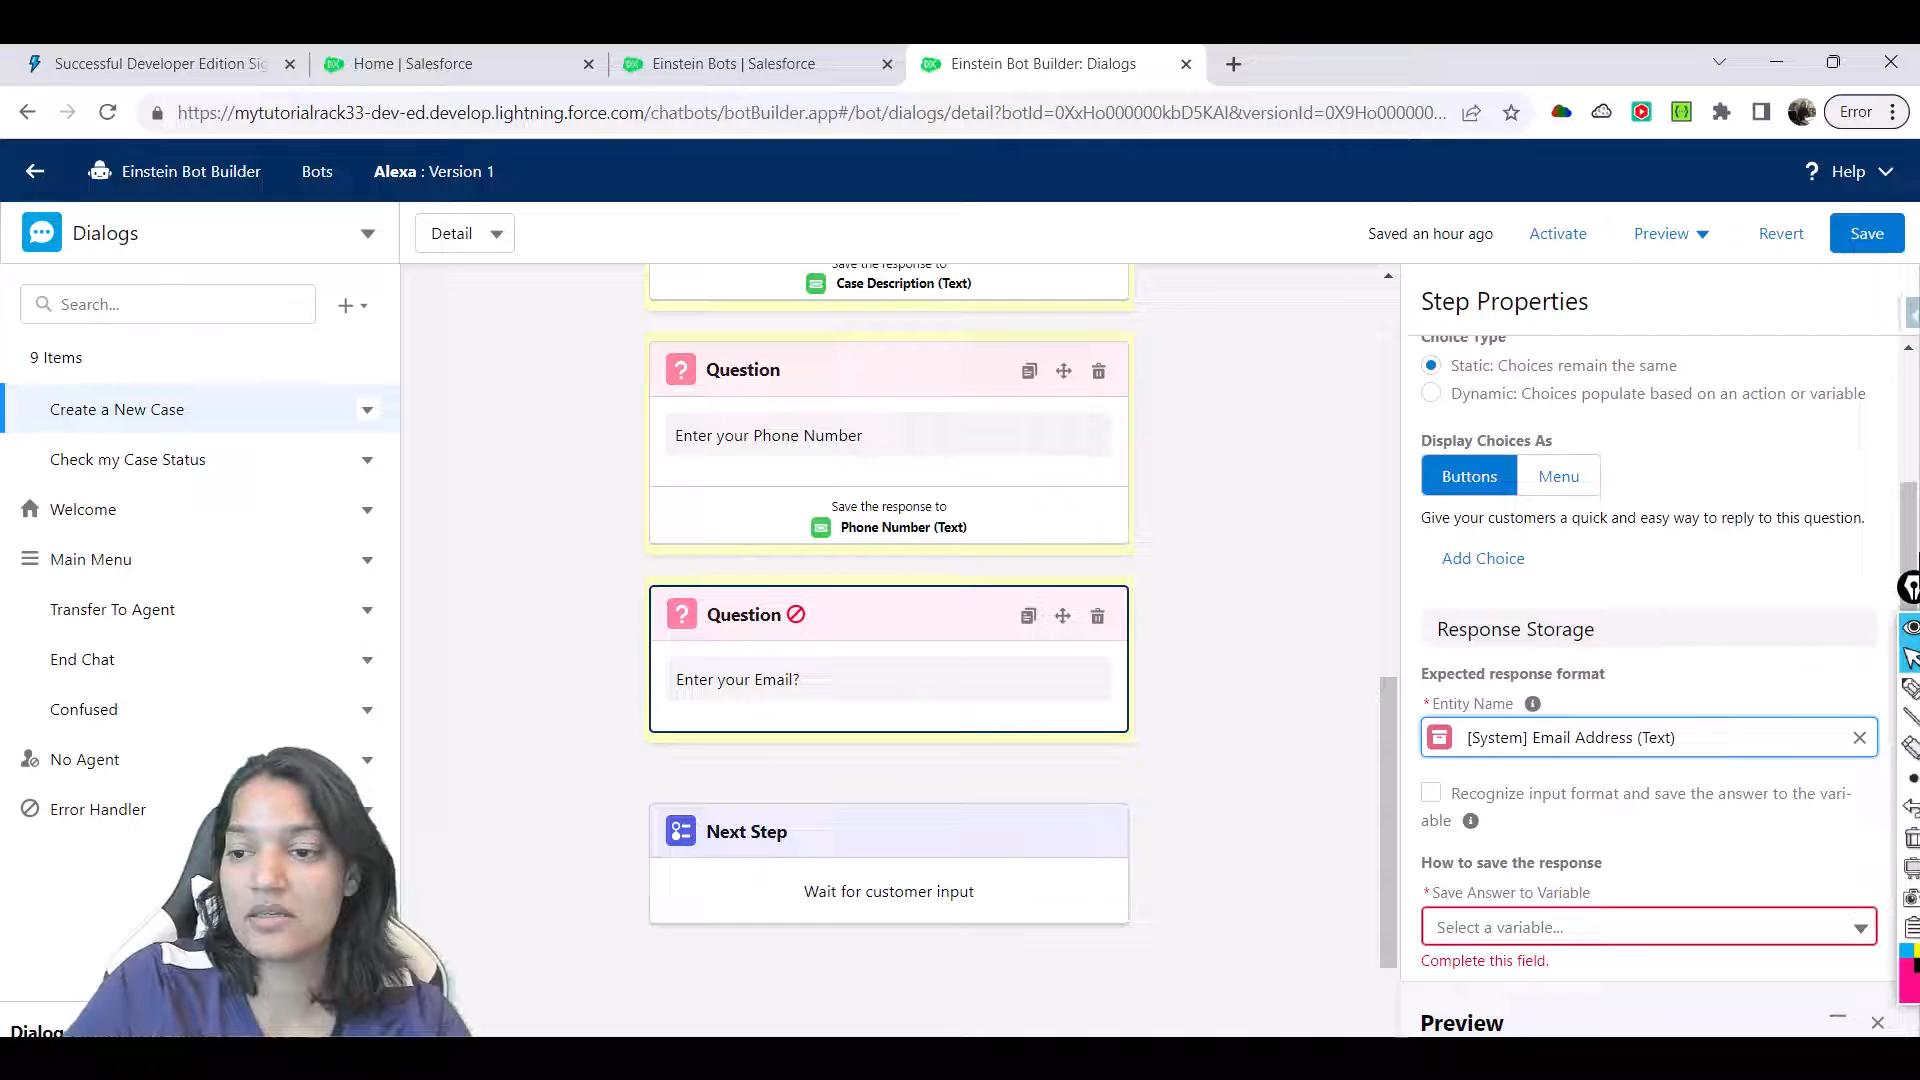 Successful Developer Edition Sig
Home | Salesforce
Einstein Bots | Salesforce
Einstein Bot Builder: Dialogs
https://mytutorialrack33-dev-ed.develop.lightning.force.com/chatbots/botBuilder.app#/bot/dialogs/detail?botId=0XxHo000000kbD5KAI&versionId=0X9Ho000000...
Error
Einstein Bot Builder
Bots
Alexa : Version 1
? Help
Dialogs
Detail
Saved an hour ago
Activate
Preview
Revert
Save
Search...
9 Items
Create a New Case
Check my Case Status
Welcome
Main Menu
Transfer To Agent
End Chat
Confused
No Agent
Error Handler
Dialog
Save the response to
Case Description (Text)
? Question
Enter your Phone Number
Save the response to
Phone Number (Text)
? Question
Enter your Email?
Next Step
Wait for customer input
Step Properties
Choice Type
Static: Choices remain the same
Dynamic: Choices populate based on an action or variable
Display Choices As
Buttons
Menu
Give your customers a quick and easy way to reply to this question.
Add Choice
Response Storage
Expected response format
* Entity Name
[System] Email Address (Text)
Recognize input format and save the answer to the vari-
able
How to save the response
* Save Answer to Variable
Select a variable...
Complete this field.
Preview